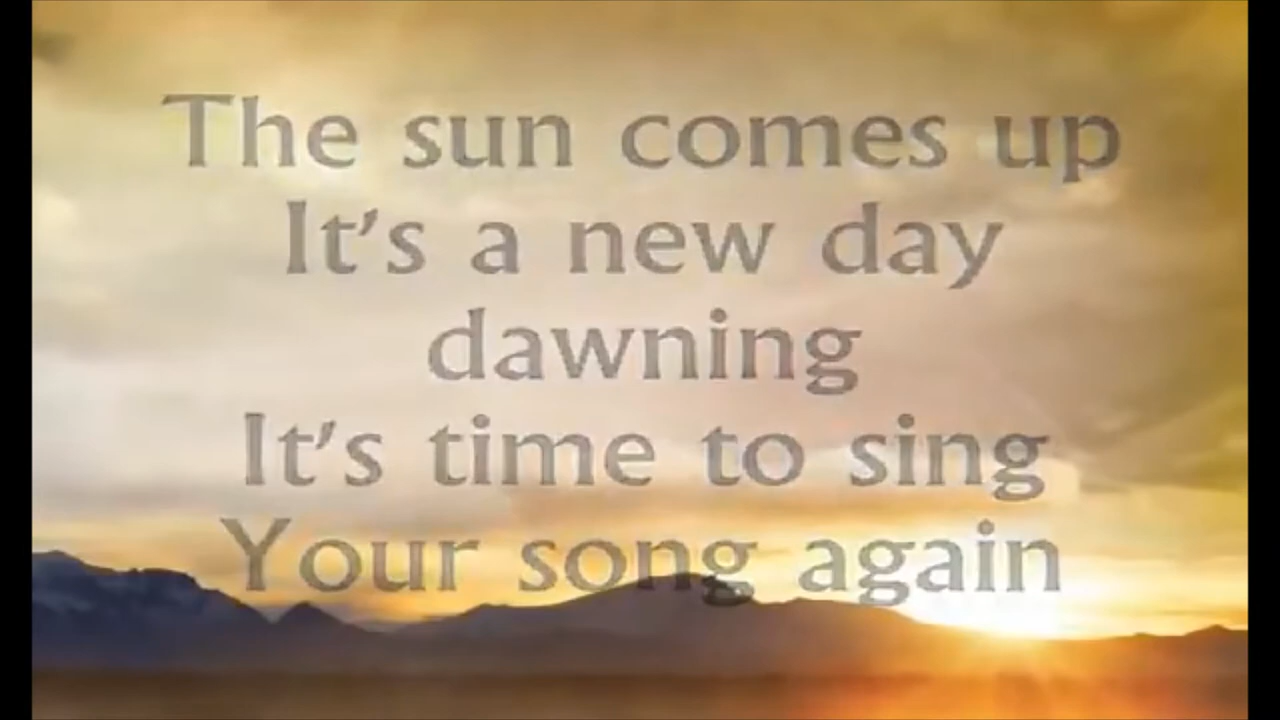 The sun comes up
It's a new day
dawning
It's time to sing
Your song again